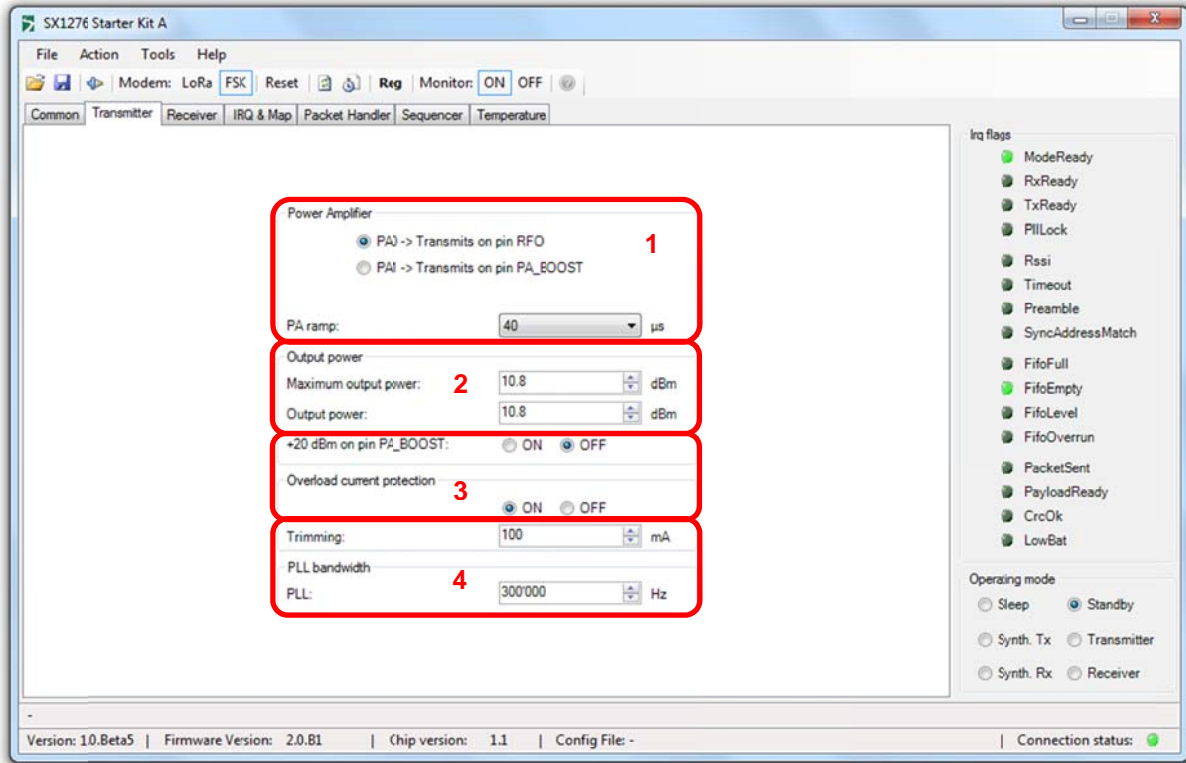 SX1276 Starter Kit A
File Action Tools Help
Modem: LoRa FSK Reset Reg Monitor: ON OFF
Common Transmitter Receiver IRQ & Map Packet Handler Sequencer Temperature
Power Amplifier
PA0 -> Transmits on pin RFO
PA1 -> Transmits on pin PA_BOOST
1
PA ramp: 40 µs
Output power
Maximum output power: 10.8 dBm
2
Output power: 10.8 dBm
+20 dBm on pin PA_BOOST: ON OFF
Overload current potection
3
ON OFF
Trimming: 100 mA
PLL bandwidth
4
PLL: 300'000 Hz
Irq flags
ModeReady
RxReady
TxReady
PllLock
Rssi
Timeout
Preamble
SyncAddressMatch
FifoFull
FifoEmpty
FifoLevel
FifoOverrun
PacketSent
PayloadReady
CrcOk
LowBat
Operating mode
Sleep Standby
Synth. Tx Transmitter
Synth. Rx Receiver
-
Version: 1.0.Beta5 | Firmware Version: 2.0.B1 | Chip version: 1.1 | Config File: - | Connection status: